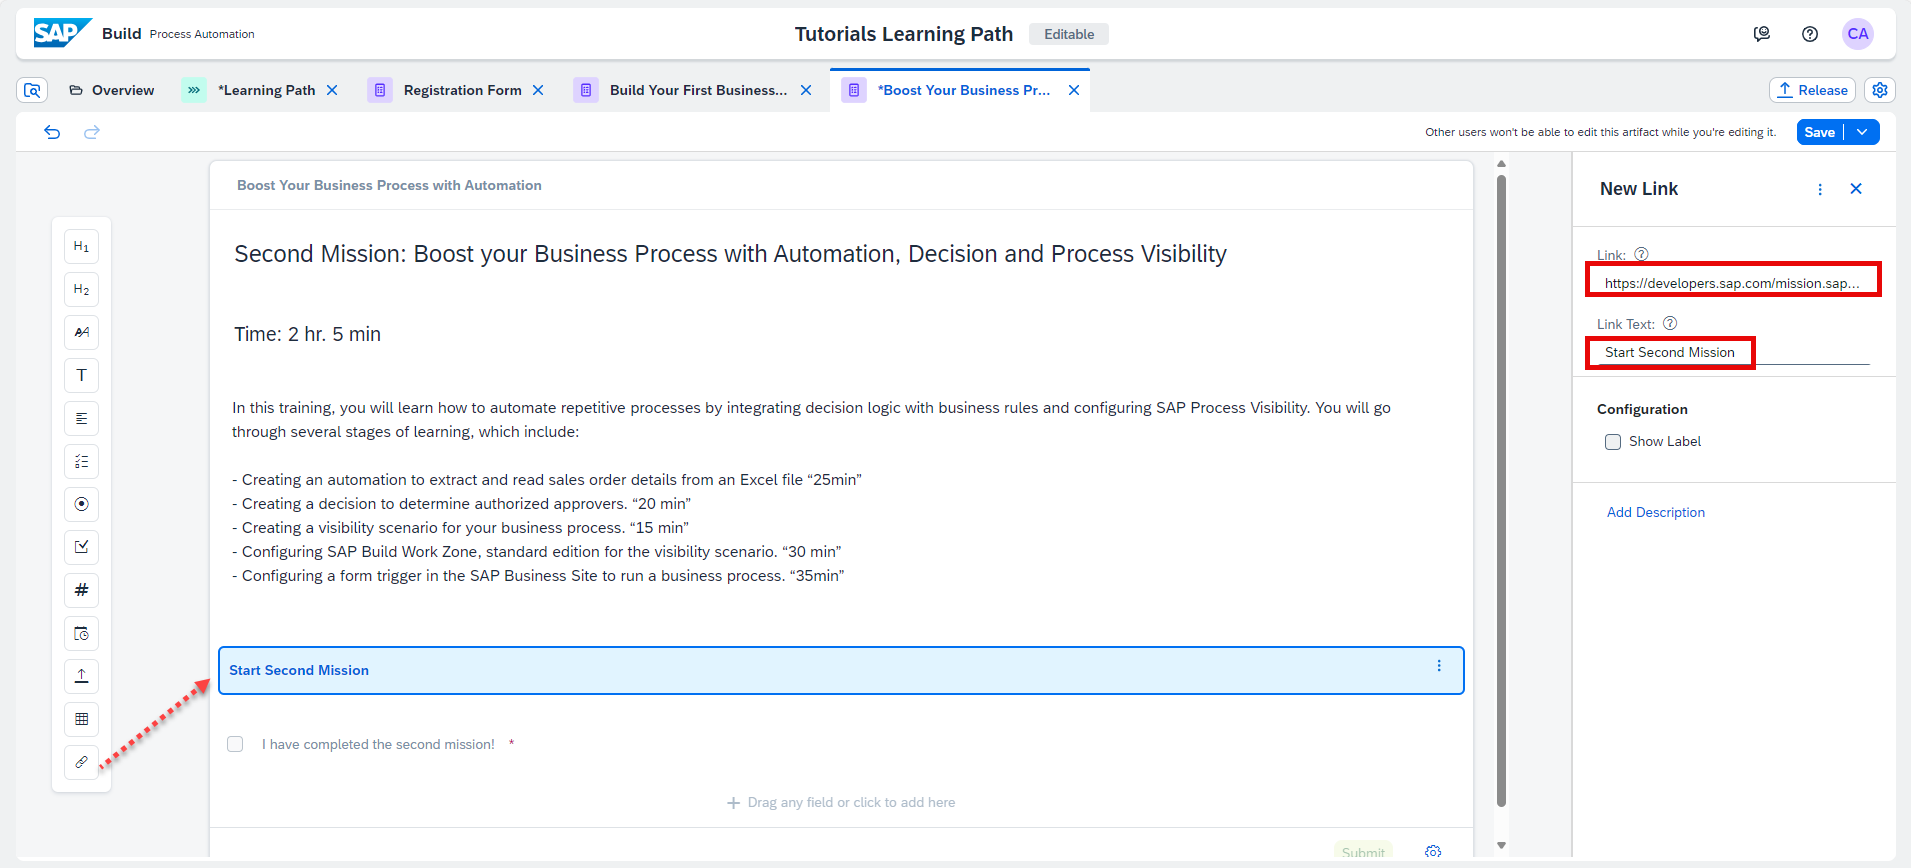 SAP Build Process Automation
Tutorials Learning Path Editable
CA
Overview
*Learning Path
Registration Form
Build Your First Business...
*Boost Your Business Pr...
Release
Other users won't be able to edit this artifact while you're editing it.
Save
Boost Your Business Process with Automation
H1
H2
AA
T
#
Second Mission: Boost your Business Process with Automation, Decision and Process Visibility
Time: 2 hr. 5 min
In this training, you will learn how to automate repetitive processes by integrating decision logic with business rules and configuring SAP Process Visibility. You will go
through several stages of learning, which include:
- Creating an automation to extract and read sales order details from an Excel file “25min”
- Creating a decision to determine authorized approvers. “20 min”
- Creating a visibility scenario for your business process. “15 min”
- Configuring SAP Build Work Zone, standard edition for the visibility scenario. “30 min”
- Configuring a form trigger in the SAP Business Site to run a business process. “35min”
Start Second Mission
I have completed the second mission! *
Drag any field or click to add here
Submit
New Link
Link:
https://developers.sap.com/mission.sap...
Link Text:
Start Second Mission
Configuration
Show Label
Add Description